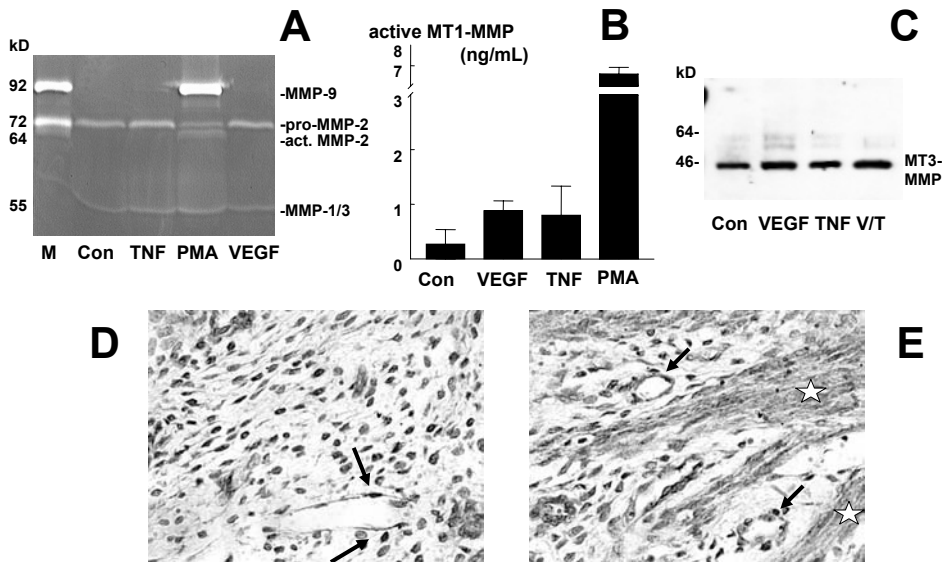 A
kD
92
72
64
55
-MMP-9
-pro-MMP-2
-act. MMP-2
-MMP-1/3
M Con TNF PMA VEGF
B
active MT1-MMP
(ng/mL)
8
7
3
2
1
0
Con VEGF TNF PMA
C
kD
64-
46-
MT3-
MMP
Con VEGF TNF V/T
D
E